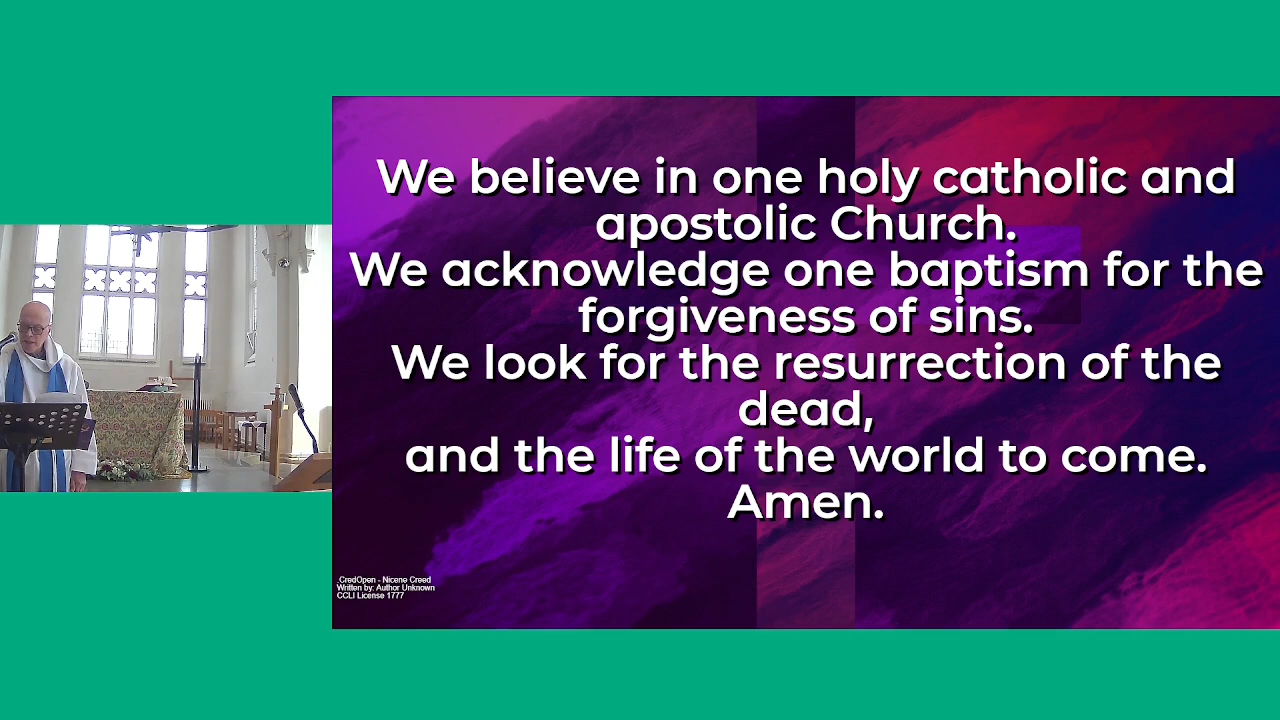 We believe in one holy catholic and
apostolic Church.
We acknowledge one baptism for the
forgiveness of sins.
We look for the resurrection of the
dead,
and the life of the world to come.
Amen.
CredOpen - Nicene Creed
Written by: Author Unknown
CCLI License 1777